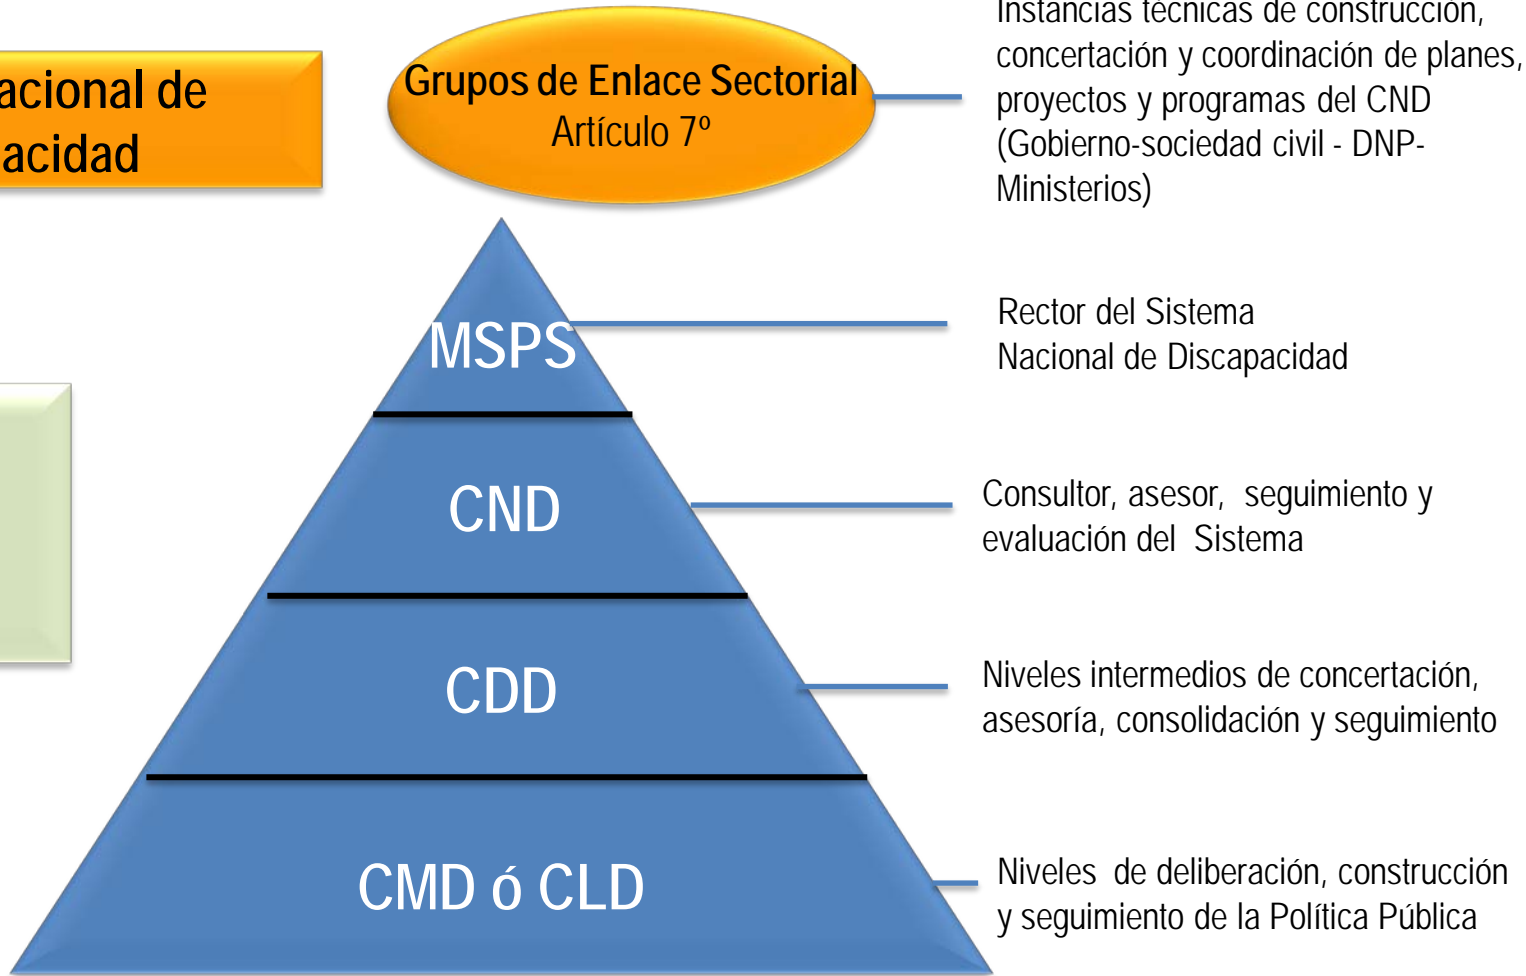 acional de
acidad
Grupos de Enlace Sectorial
Artículo 7º
Instancias técnicas de construcción,
concertación y coordinación de planes,
proyectos y programas del CND
(Gobierno-sociedad civil - DNP-
Ministerios)
MSPS
Rector del Sistema
Nacional de Discapacidad
CND
Consultor, asesor, seguimiento y
evaluación del Sistema
CDD
Niveles intermedios de concertación,
asesoría, consolidación y seguimiento
CMD ó CLD
Niveles de deliberación, construcción
y seguimiento de la Política Pública